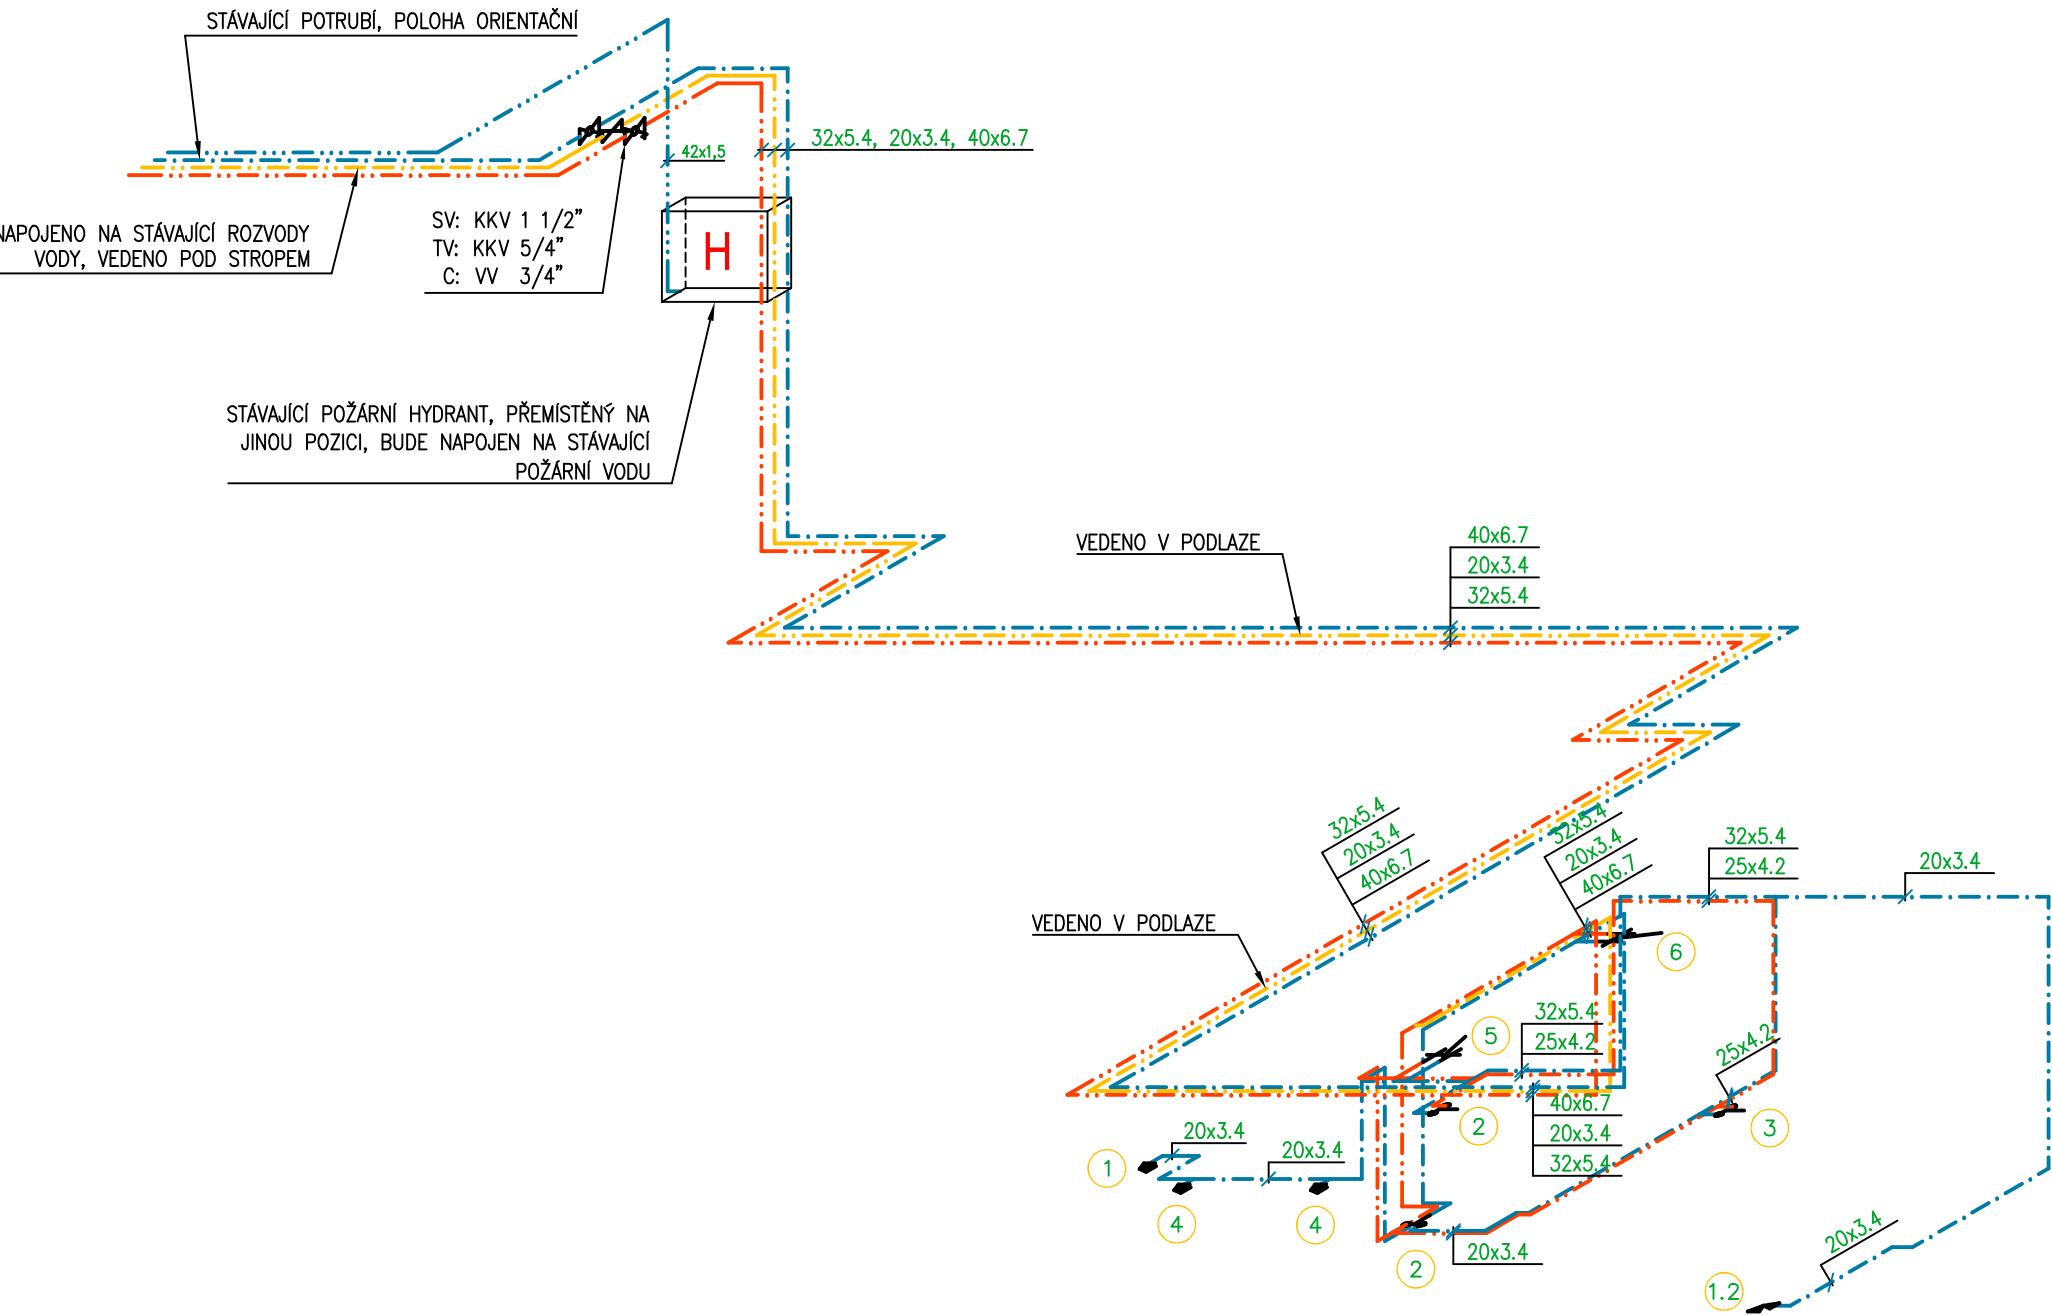 STÁVAJÍCÍ POTRUBÍ, POLOHA ORIENTAČNÍ
32x5.4, 20x3.4, 40x6.7
42x1,5
NAPOJENO NA STÁVAJÍCÍ ROZVODY
VODY, VEDENO POD STROPEM
SV: KKV 1 1/2"
TV: KKV 5/4"
C: VV 3/4"
H
STÁVAJÍCÍ POŽÁRNÍ HYDRANT, PŘEMÍSTĚNÝ NA
JINOU POZICI, BUDE NAPOJEN NA STÁVAJÍCÍ
POŽÁRNÍ VODU
VEDENO V PODLAZE
40x6.7
20x3.4
32x5.4
32x5.4
20x3.4
40x6.7
32x5.4
20x3.4
40x6.7
32x5.4
25x4.2
20x3.4
VEDENO V PODLAZE
6
32x5.4
25x4.2
5
25x4.2
40x6.7
20x3.4
32x5.4
2
3
20x3.4
20x3.4
1
4
4
20x3.4
2
20x3.4
1.2